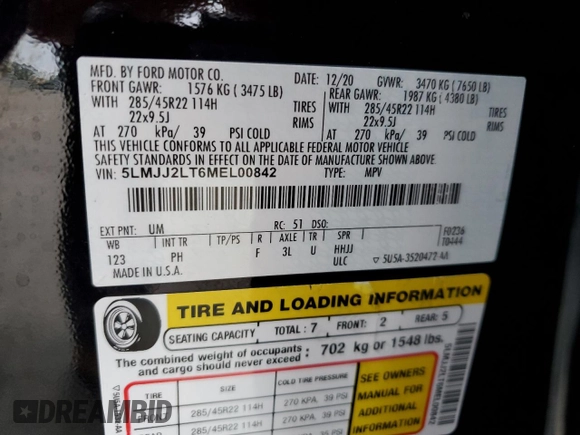 MFD. BY FORD MOTOR CO. 12/20 GVWR: 3470 KG ( 7650 LB)
FRONT GAWR: 1576 KG ( 3475 LB) REAR GAWR: 1987 KG ( 4380 LB)
WITH 285/45R22 114H TIRES WITH 285/45R22 114H TIRES
22x9.5J RIMS 22x9.5J RIMS
AT 270 kPa/ 39 PSI COLD AT 270 kPa/ 39 PSI COLD
THIS VEHICLE CONFORMS TO ALL APPLICABLE FEDERAL MOTOR VEHICLE
SAFETY STANDARDS IN EFFECT ON THE DATE OF MANUFACTURE SHOWN ABOVE.
VIN: 5LMJJ2LT6MEL00842 TYPE: MPV
EXT PNT: UM RC: 51 DSO: F0236
WB INT TR TP/PS R AXLE TR SPR T0444
123 PH F 3L U HHJJ
MADE IN U.S.A. ULC ▽ 5U5A-3520472-AA
TIRE AND LOADING INFORMATION
SEATING CAPACITY TOTAL : 7 FRONT: 2 REAR: 5
The combined weight of occupants
and cargo should never exceed : 702 kg or 1548 lbs.
TIRE SIZE COLD TIRE PRESSURE
285/45R22 114H 270 KPA, 39 PSI
285/45R22 114H 270 KPA, 39 PSI
SEE OWNERS
MANUAL FOR
ADDITIONAL
INFORMATION
5LMJJ2LT6MEL00842
DREAMBID